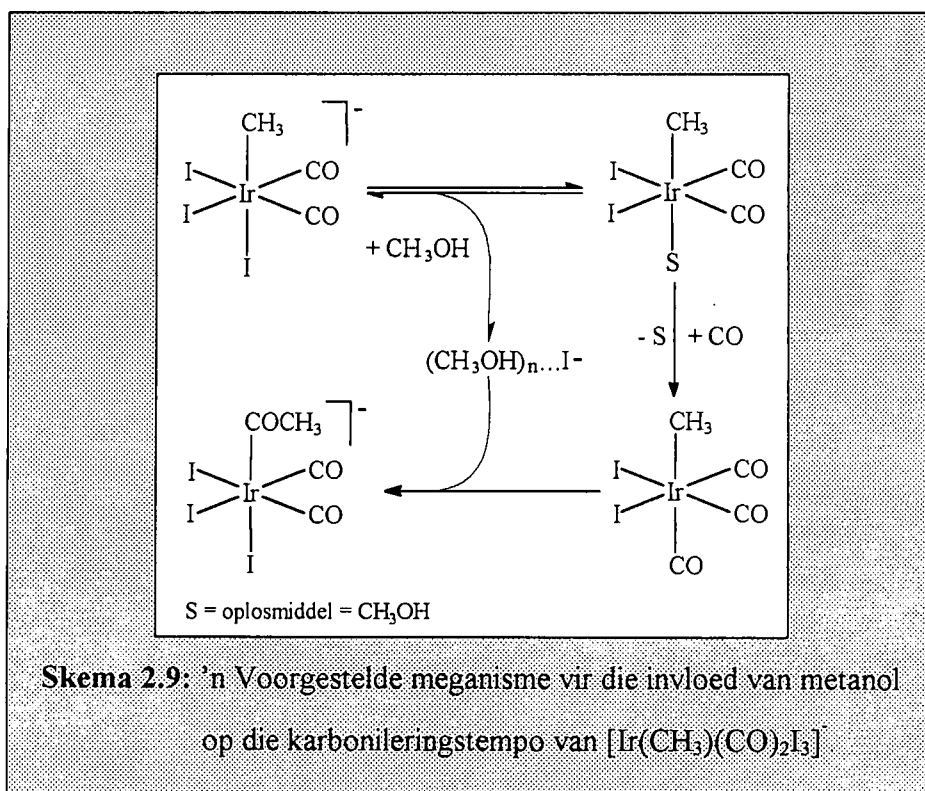 CH₃ ]⁻
I CO
Ir
I CO
I
CH₃
I CO
Ir
I CO
S
+ CH₃OH
(CH₃OH)ₙ...I⁻
- S + CO
COCH₃ ]⁻
I CO
Ir
I CO
I
CH₃
I CO
Ir
I CO
CO
S = oplosmiddel = CH₃OH
Skema 2.9: 'n Voorgestelde meganisme vir die invloed van metanol
op die karbonileringstempo van [Ir(CH₃)(CO)₂I₃]⁻